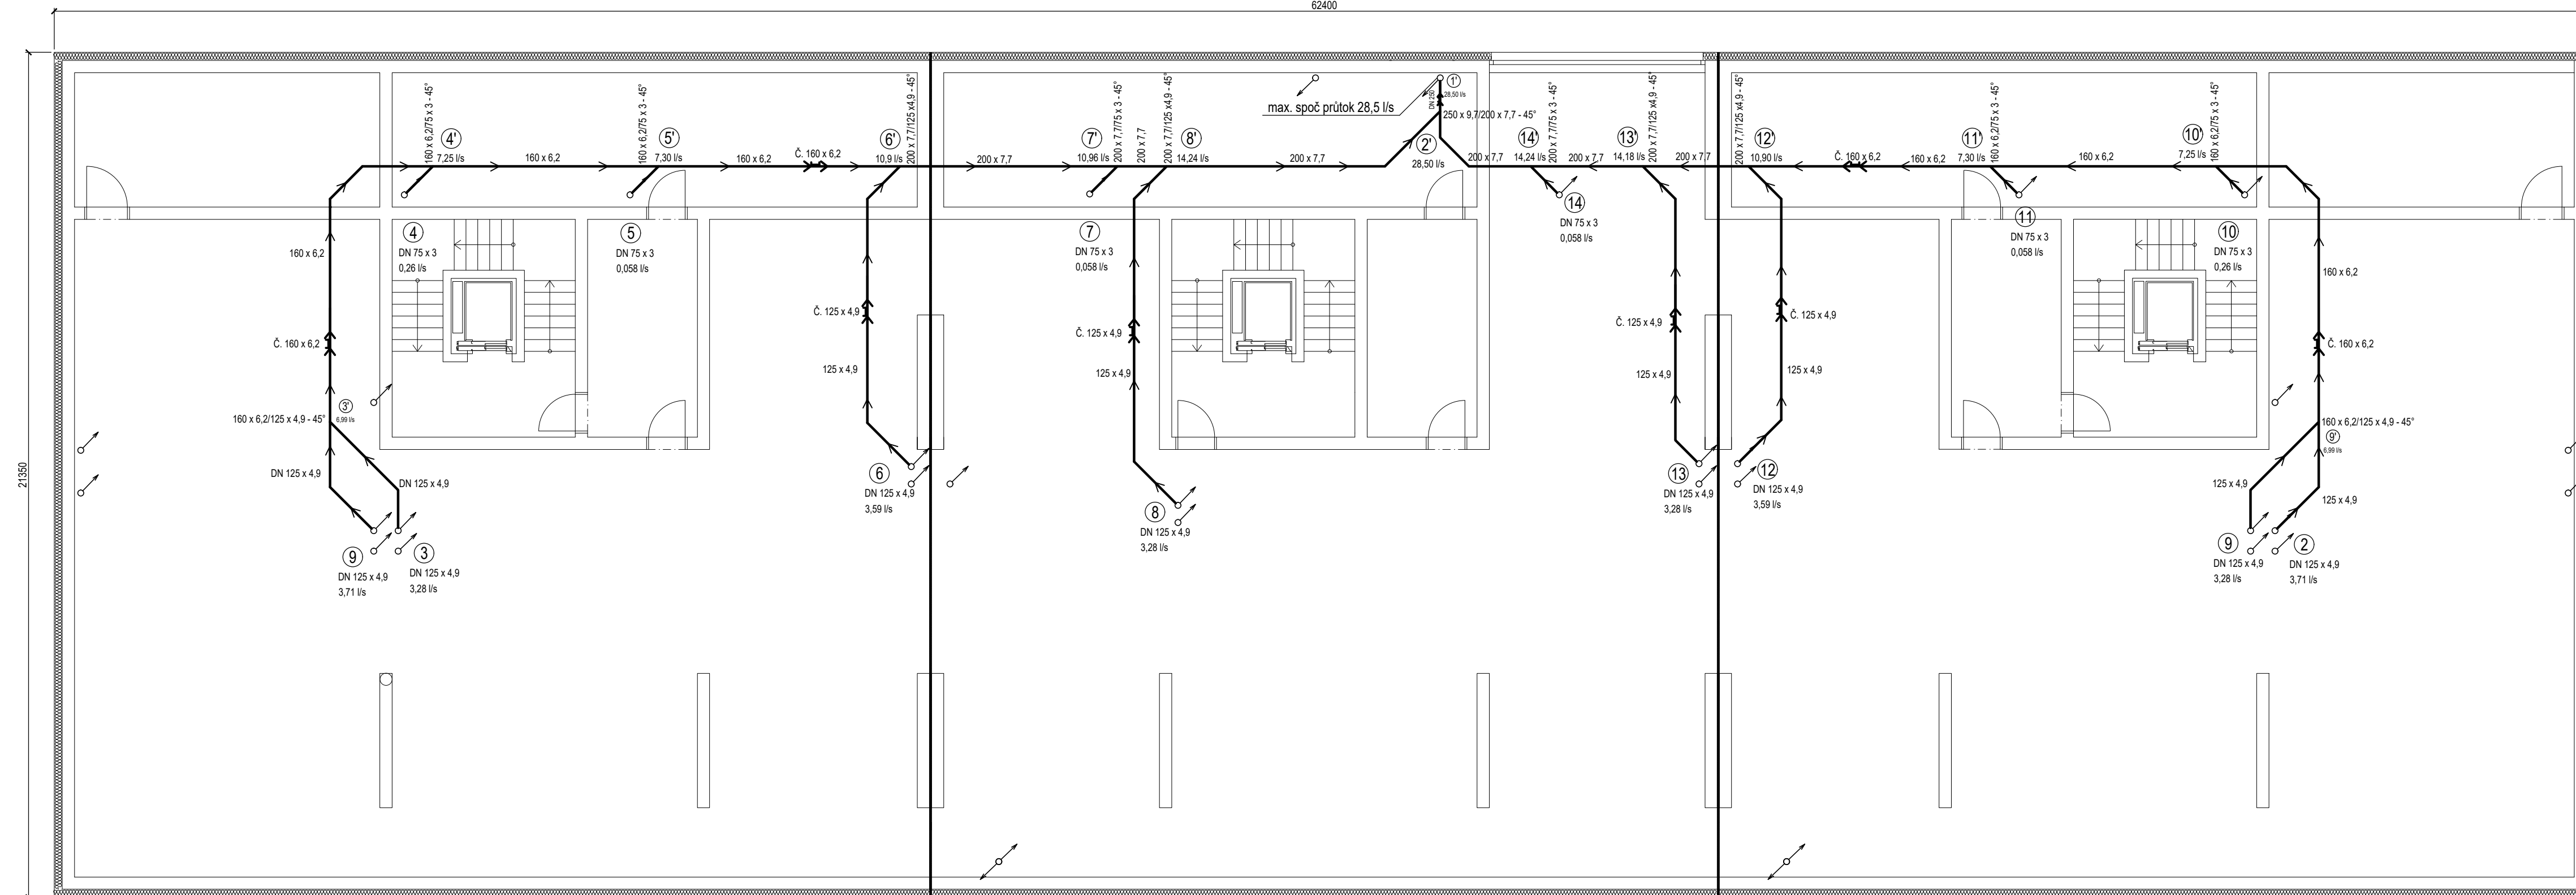 62400
21350
160 x 6,2/75 x 3 - 45°
4'
7,25 l/s
160 x 6,2
160 x 6,2/75 x 3 - 45°
5'
7,30 l/s
160 x 6,2
Č. 160 x 6,2
6'
10,9 l/s
200 x 7,7/125 x4,9 - 45°
200 x 7,7
7'
10,96 l/s
200 x 7,7/75 x 3 - 45°
200 x 7,7
200 x 7,7/125 x4,9 - 45°
8'
14,24 l/s
200 x 7,7
max. spoč průtok 28,5 l/s
1'
28,50 l/s
DN 250
250 x 9,7/200 x 7,7 - 45°
2'
28,50 l/s
200 x 7,7
14'
14,24 l/s
200 x 7,7/75 x 3 - 45°
200 x 7,7
13'
14,18 l/s
200 x 7,7/125 x4,9 - 45°
200 x 7,7
200 x 7,7/125 x4,9 - 45°
12'
10,90 l/s
Č. 160 x 6,2
160 x 6,2
11'
7,30 l/s
160 x 6,2/75 x 3 - 45°
160 x 6,2
10'
7,25 l/s
160 x 6,2/75 x 3 - 45°
4
DN 75 x 3
0,26 l/s
5
DN 75 x 3
0,058 l/s
7
DN 75 x 3
0,058 l/s
14
DN 75 x 3
0,058 l/s
11
DN 75 x 3
0,058 l/s
10
DN 75 x 3
0,26 l/s
160 x 6,2
160 x 6,2
Č. 160 x 6,2
Č. 125 x 4,9
Č. 125 x 4,9
Č. 125 x 4,9
Č. 125 x 4,9
Č. 160 x 6,2
125 x 4,9
125 x 4,9
125 x 4,9
125 x 4,9
3'
6,99 l/s
160 x 6,2/125 x 4,9 - 45°
160 x 6,2/125 x 4,9 - 45°
9'
6,99 l/s
DN 125 x 4,9
DN 125 x 4,9
125 x 4,9
125 x 4,9
6
DN 125 x 4,9
3,59 l/s
8
DN 125 x 4,9
3,28 l/s
13
DN 125 x 4,9
3,28 l/s
12
DN 125 x 4,9
3,59 l/s
9
DN 125 x 4,9
3,71 l/s
3
DN 125 x 4,9
3,28 l/s
9
DN 125 x 4,9
3,28 l/s
2
DN 125 x 4,9
3,71 l/s